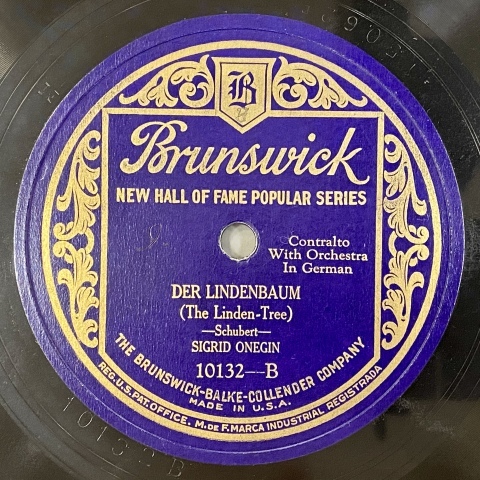 B
Brunswick
NEW HALL OF FAME POPULAR SERIES
Contralto
With Orchestra
In German
DER LINDENBAUM
(The Linden-Tree)
—Schubert—
SIGRID ONEGIN
10132—B
THE BRUNSWICK-BALKE-COLLENDER COMPANY
MADE IN U.S.A.
REG. U.S. PAT. OFFICE. M. DE F. MARCA INDUSTRIAL REGISTRADA
10132 B